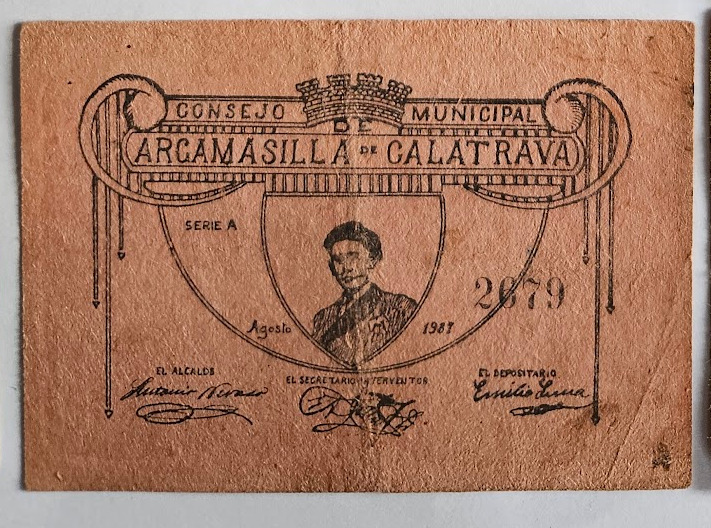 CONSEJO MUNICIPAL
DE
ARGAMASILLA DE CALATRAVA
SERIE A
2679
Agosto 1937
EL ALCALDE
EL SECRETARIO INTERVENTOR
EL DEPOSITARIO
Antonio
Emilio Luna